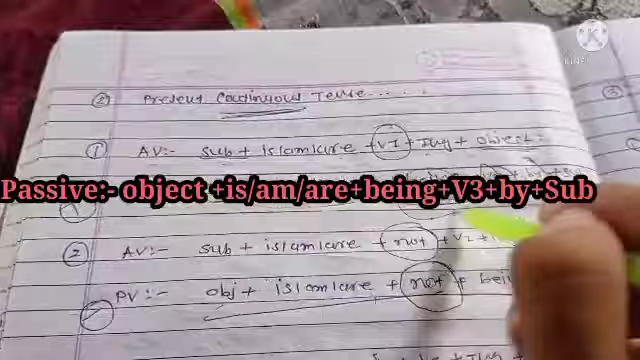 ② Present Continuous Tense.....
① AV:- Sub + is/am/are + V1 + Ing + Object.
Passive:- object +is/am/are+being+V3+by+Sub
② AV:- Sub + is/am/are + not + V1 +
PV:- Obj + is/am/are + not +